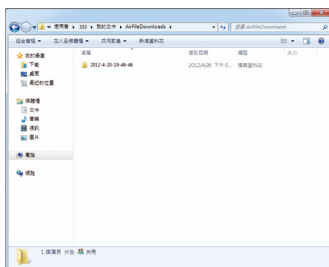 使用者 ▸ 333 ▸ 我的文件 ▸ AirFileDownloads ▸
搜尋 AirFileDownloads
組合管理 ▾ 加入至媒體櫃 ▾ 共用對象 ▾ 新增資料夾
名稱 修改日期 類型 大小
2012-4-20-19-46-46 2012/4/26 下午 0... 檔案資料夾
我的最愛
下載
桌面
最近的位置
媒體櫃
文件
音樂
視訊
圖片
電腦
網路
1 個項目 狀態: 共用